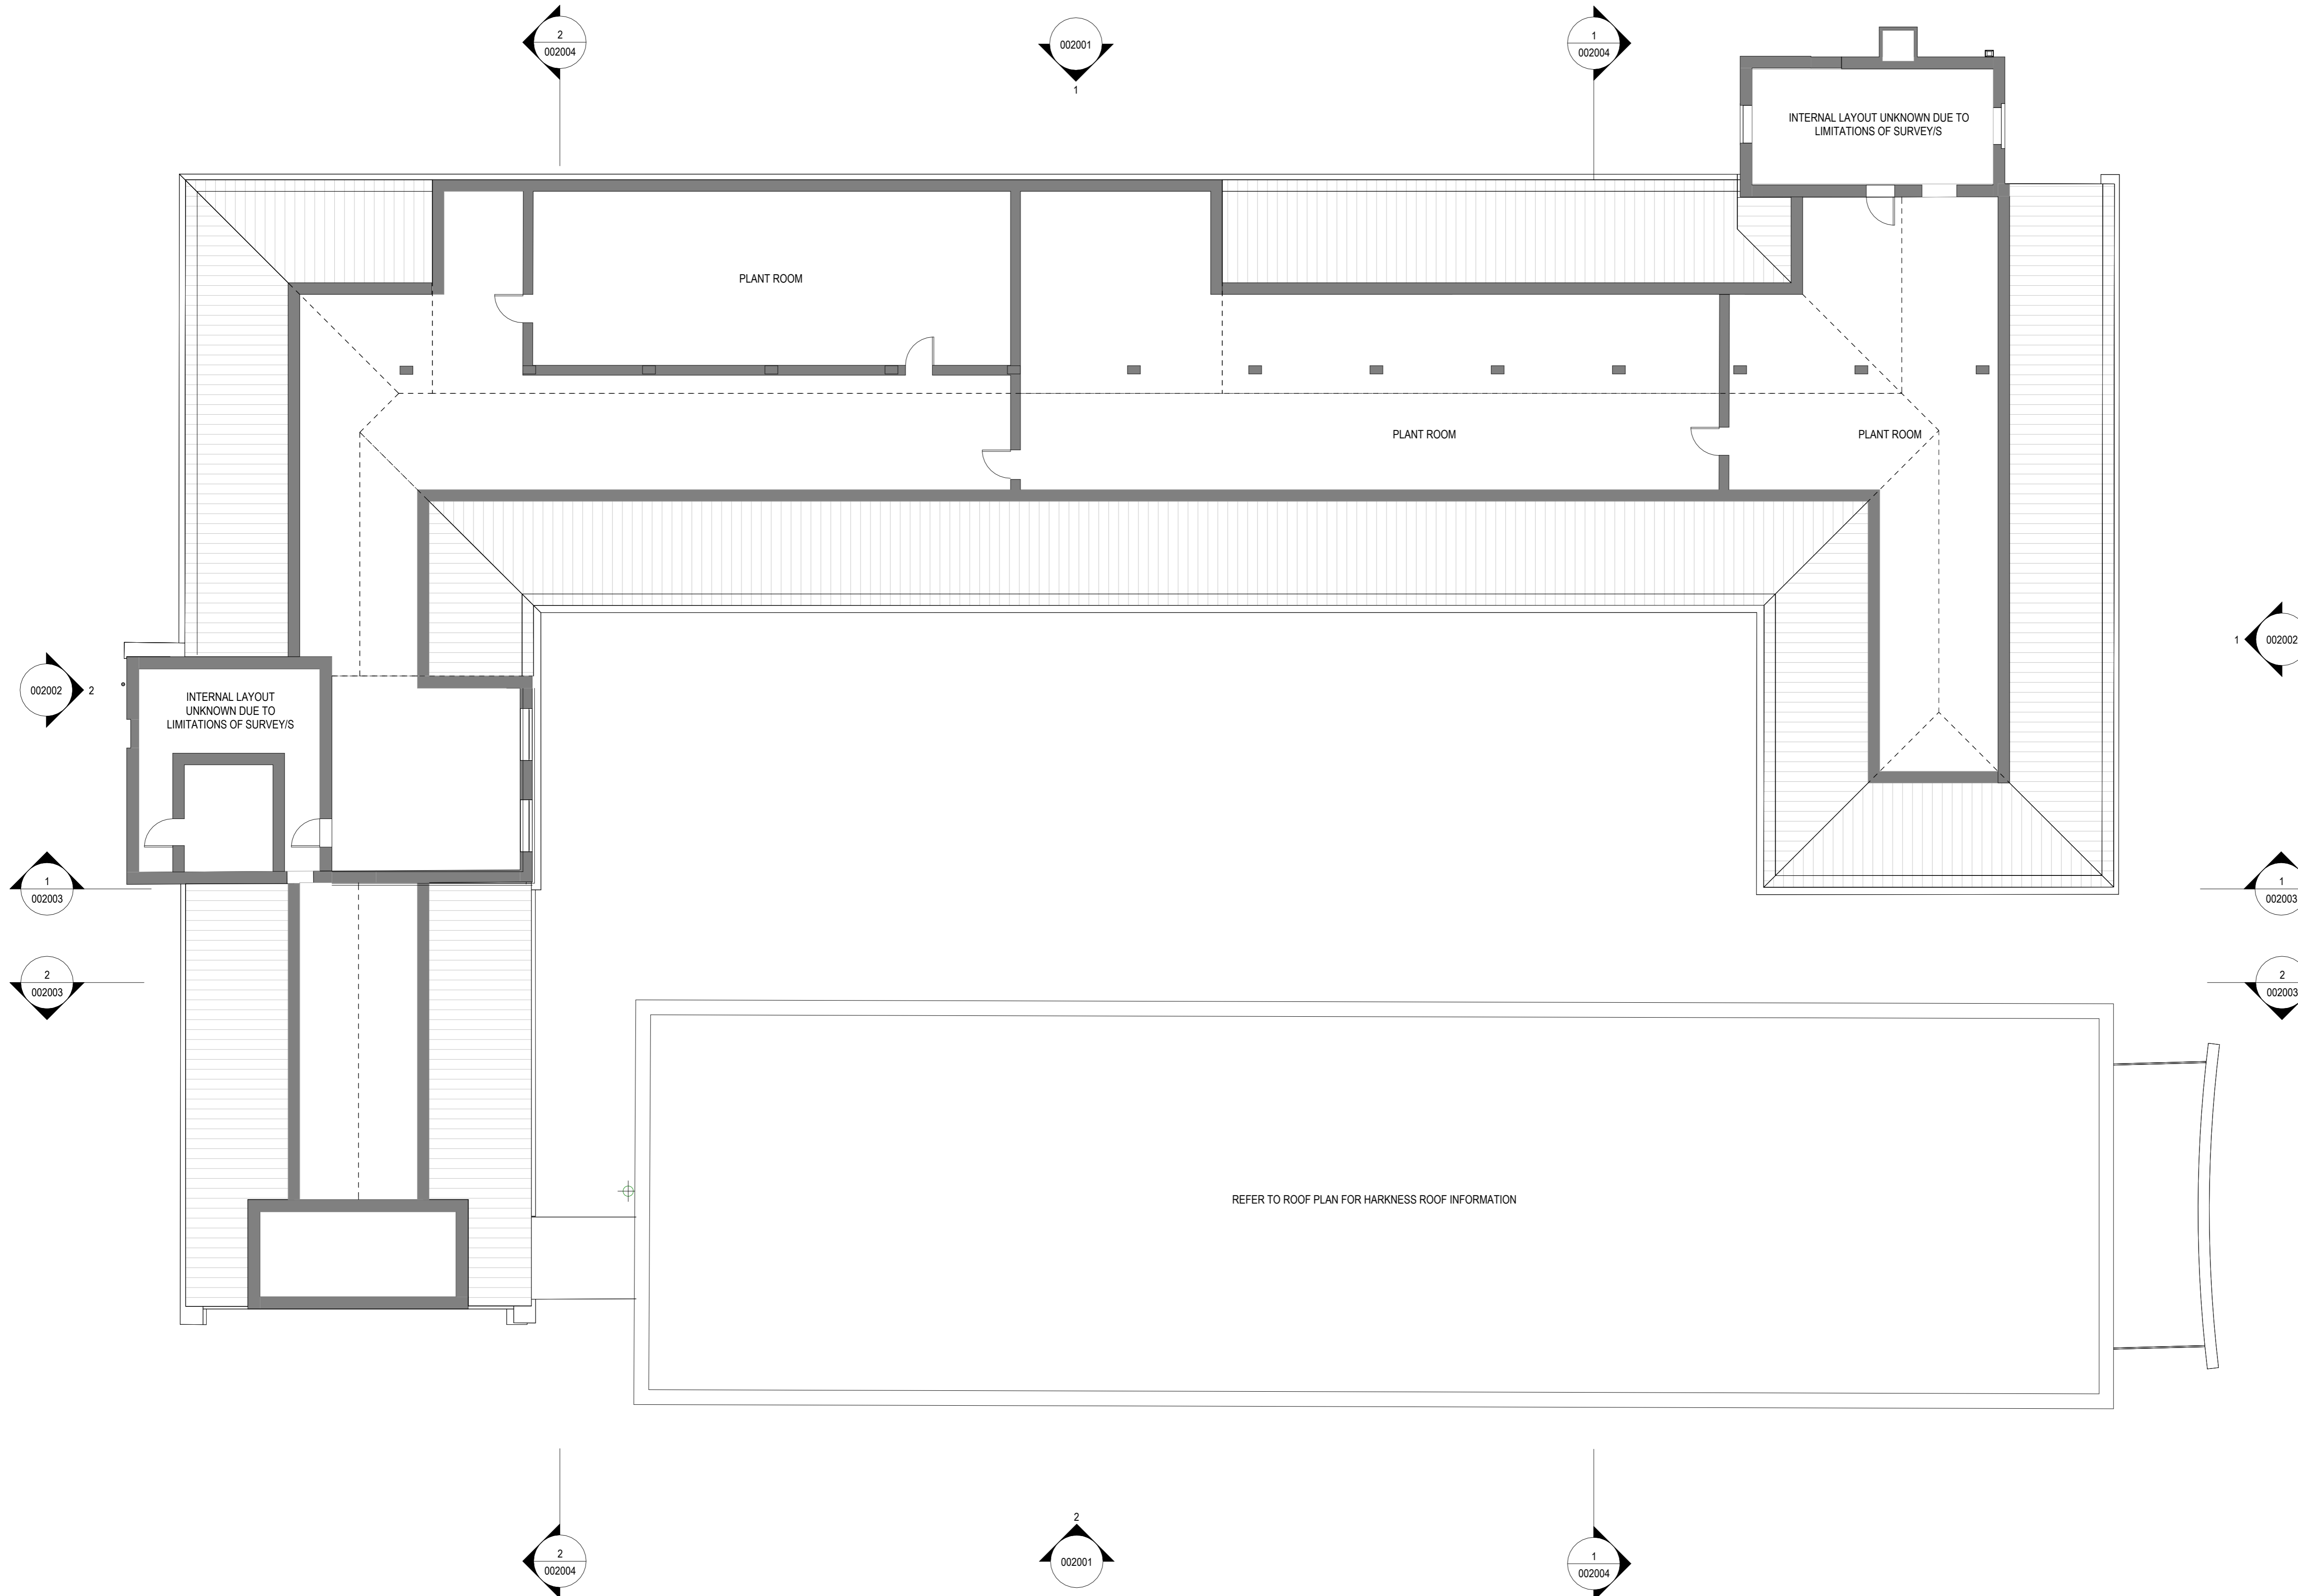 2
002004
002001
1
1
002004
INTERNAL LAYOUT UNKNOWN DUE TO
LIMITATIONS OF SURVEY/S
PLANT ROOM
PLANT ROOM
PLANT ROOM
1
002002
002002
2
INTERNAL LAYOUT
UNKNOWN DUE TO
LIMITATIONS OF SURVEY/S
1
002003
1
002003
2
002003
2
002003
REFER TO ROOF PLAN FOR HARKNESS ROOF INFORMATION
2
002004
2
002001
1
002004